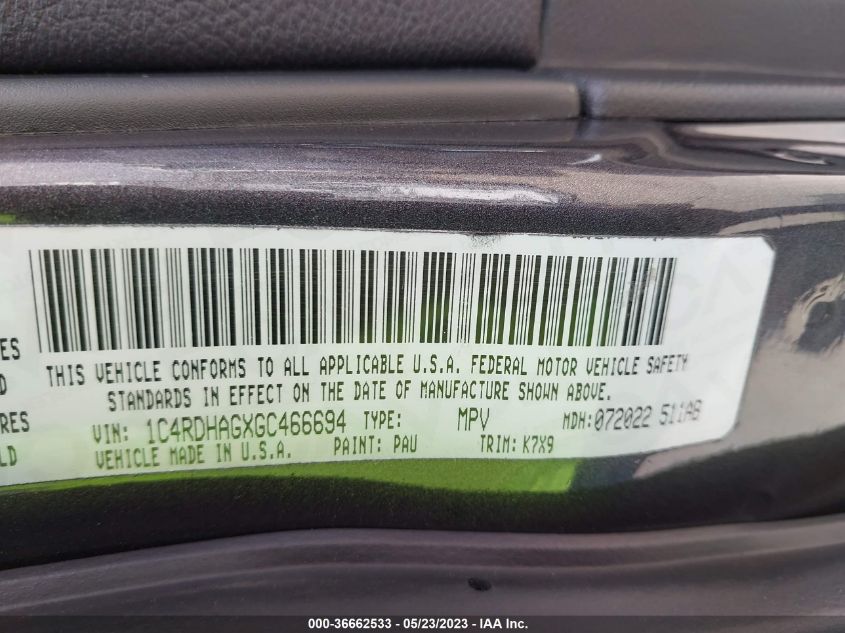 ES
THIS VEHICLE CONFORMS TO ALL APPLICABLE U.S.A. FEDERAL MOTOR VEHICLE SAFETY
D
STANDARDS IN EFFECT ON THE DATE OF MANUFACTURE SHOWN ABOVE.
RES
VIN: 1C4RDHAGXGC466694 TYPE: MPV MDH: 072022 511AB
LD
VEHICLE MADE IN U.S.A. PAINT: PAU TRIM: K7X9
000-36662533 - 05/23/2023 - IAA Inc.